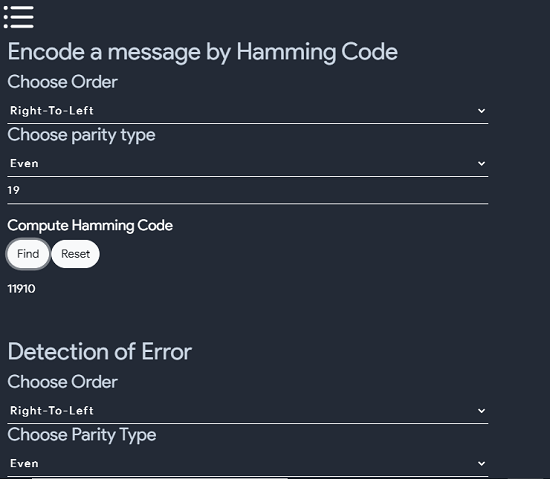 Encode a message by Hamming Code
Choose Order
Right-To-Left
Choose parity type
Even
19
Compute Hamming Code
Find Reset
11910
Detection of Error
Choose Order
Right-To-Left
Choose Parity Type
Even